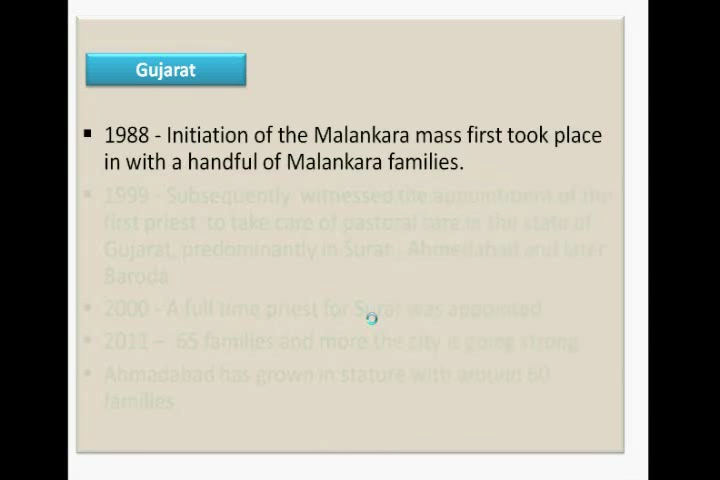 Gujarat
▪ 1988 - Initiation of the Malankara mass first took place
in with a handful of Malankara families.
▪ 1999 - Subsequently witnessed the appointment of the
first priest to take care of pastoral care in the state of
Gujarat, predominantly in Surat, Ahmedabad and later
Baroda
▪ 2000 - A full time priest for Surat was appointed
▪ 2011 – 65 families and more the city is going strong
▪ Ahmadabad has grown in stature with around 60
families